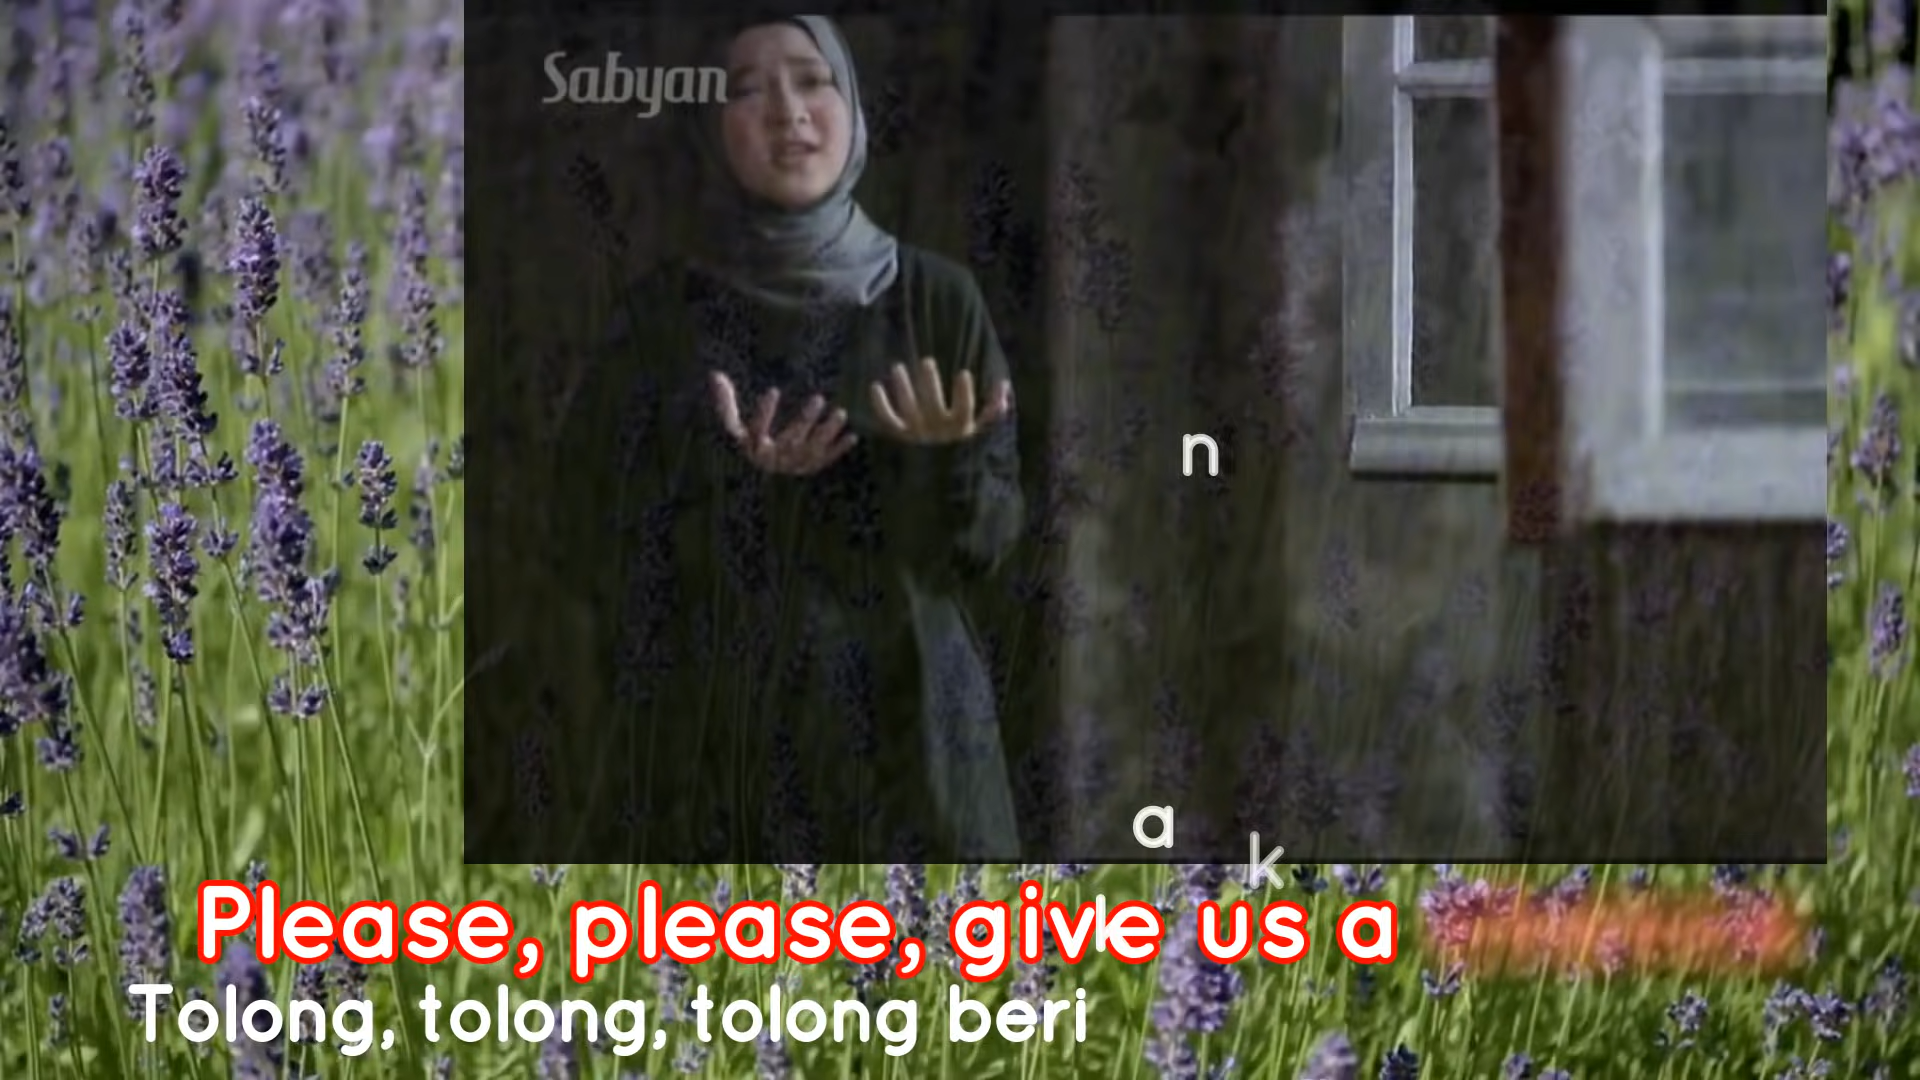 Sabyan
n
a
k
Please, please, give us a
Tolong, tolong, tolong beri